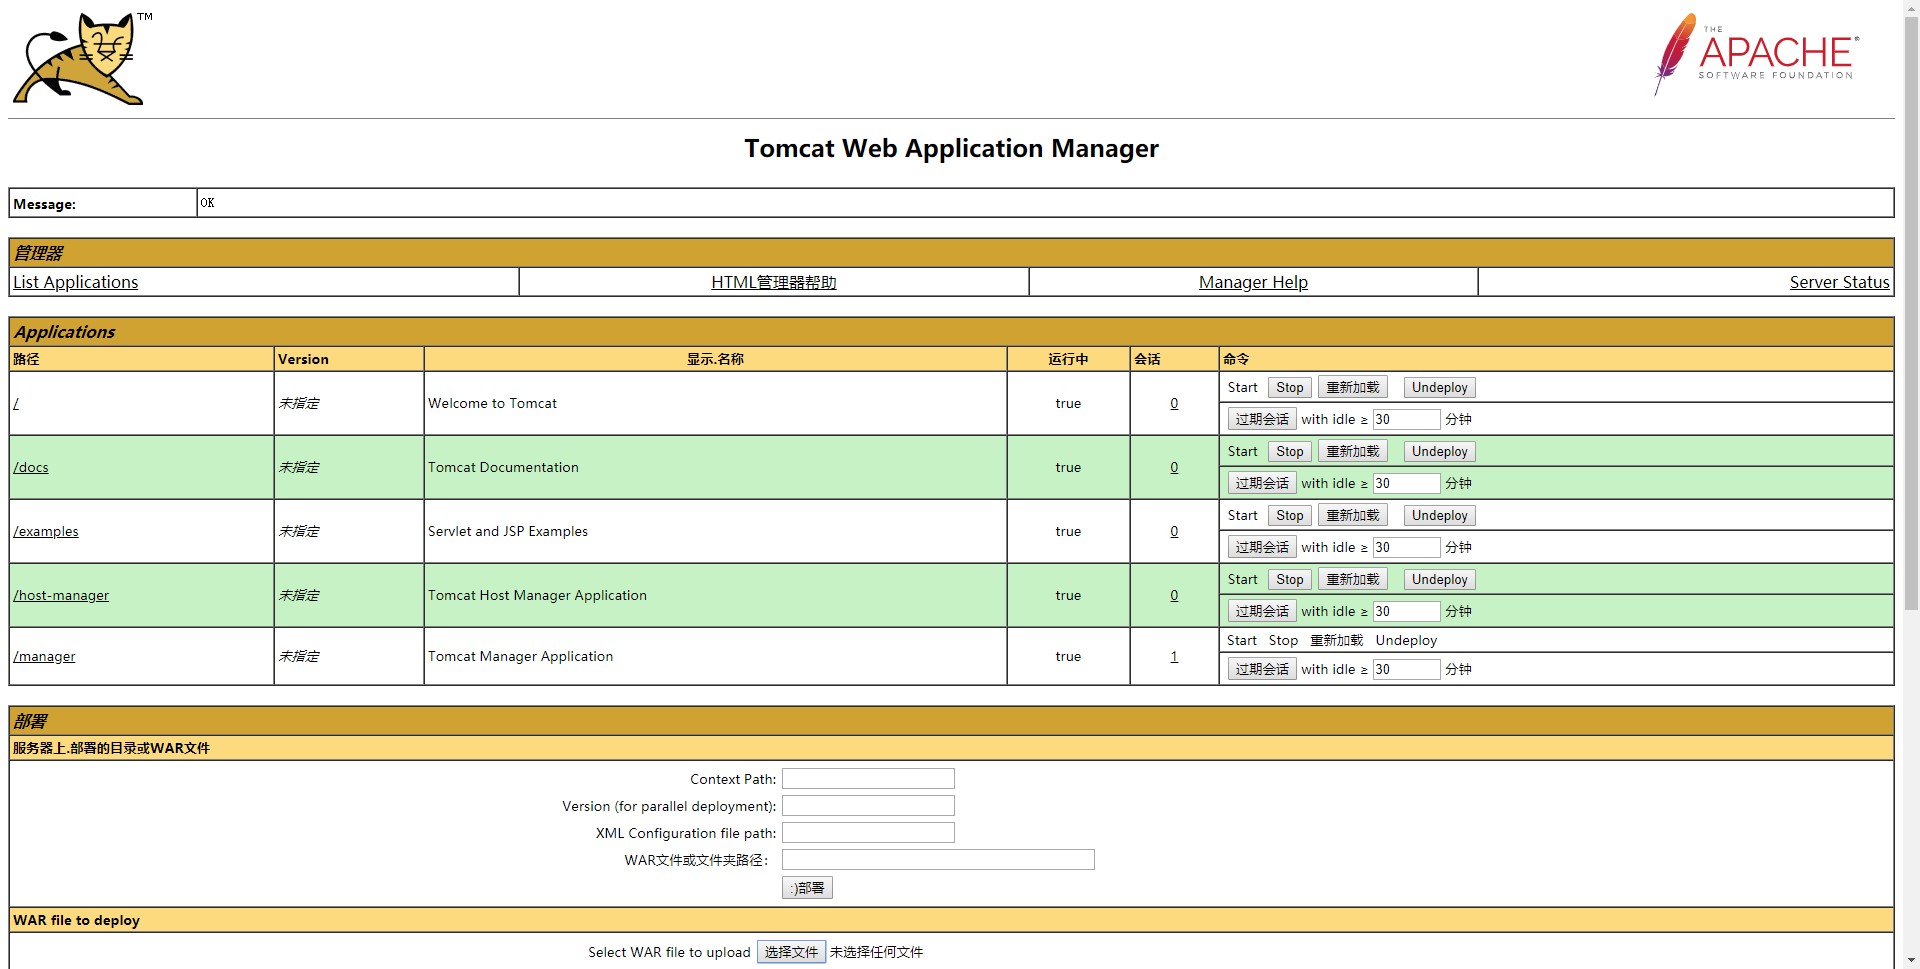 TM
THE
APACHE®
SOFTWARE FOUNDATION
Tomcat Web Application Manager
Message: OK
管理器
List Applications HTML管理器帮助 Manager Help Server Status
Applications
路径 Version 显示.名称 运行中 会话 命令
/ 未指定 Welcome to Tomcat true 0 Start Stop 重新加载 Undeploy
过期会话 with idle ≥ 30 分钟
/docs 未指定 Tomcat Documentation true 0 Start Stop 重新加载 Undeploy
过期会话 with idle ≥ 30 分钟
/examples 未指定 Servlet and JSP Examples true 0 Start Stop 重新加载 Undeploy
过期会话 with idle ≥ 30 分钟
/host-manager 未指定 Tomcat Host Manager Application true 0 Start Stop 重新加载 Undeploy
过期会话 with idle ≥ 30 分钟
/manager 未指定 Tomcat Manager Application true 1 Start Stop 重新加载 Undeploy
过期会话 with idle ≥ 30 分钟
部署
服务器上.部署的目录或WAR文件
Context Path:
Version (for parallel deployment):
XML Configuration file path:
WAR文件或文件夹路径：
:)部署
WAR file to deploy
Select WAR file to upload 选择文件 未选择任何文件